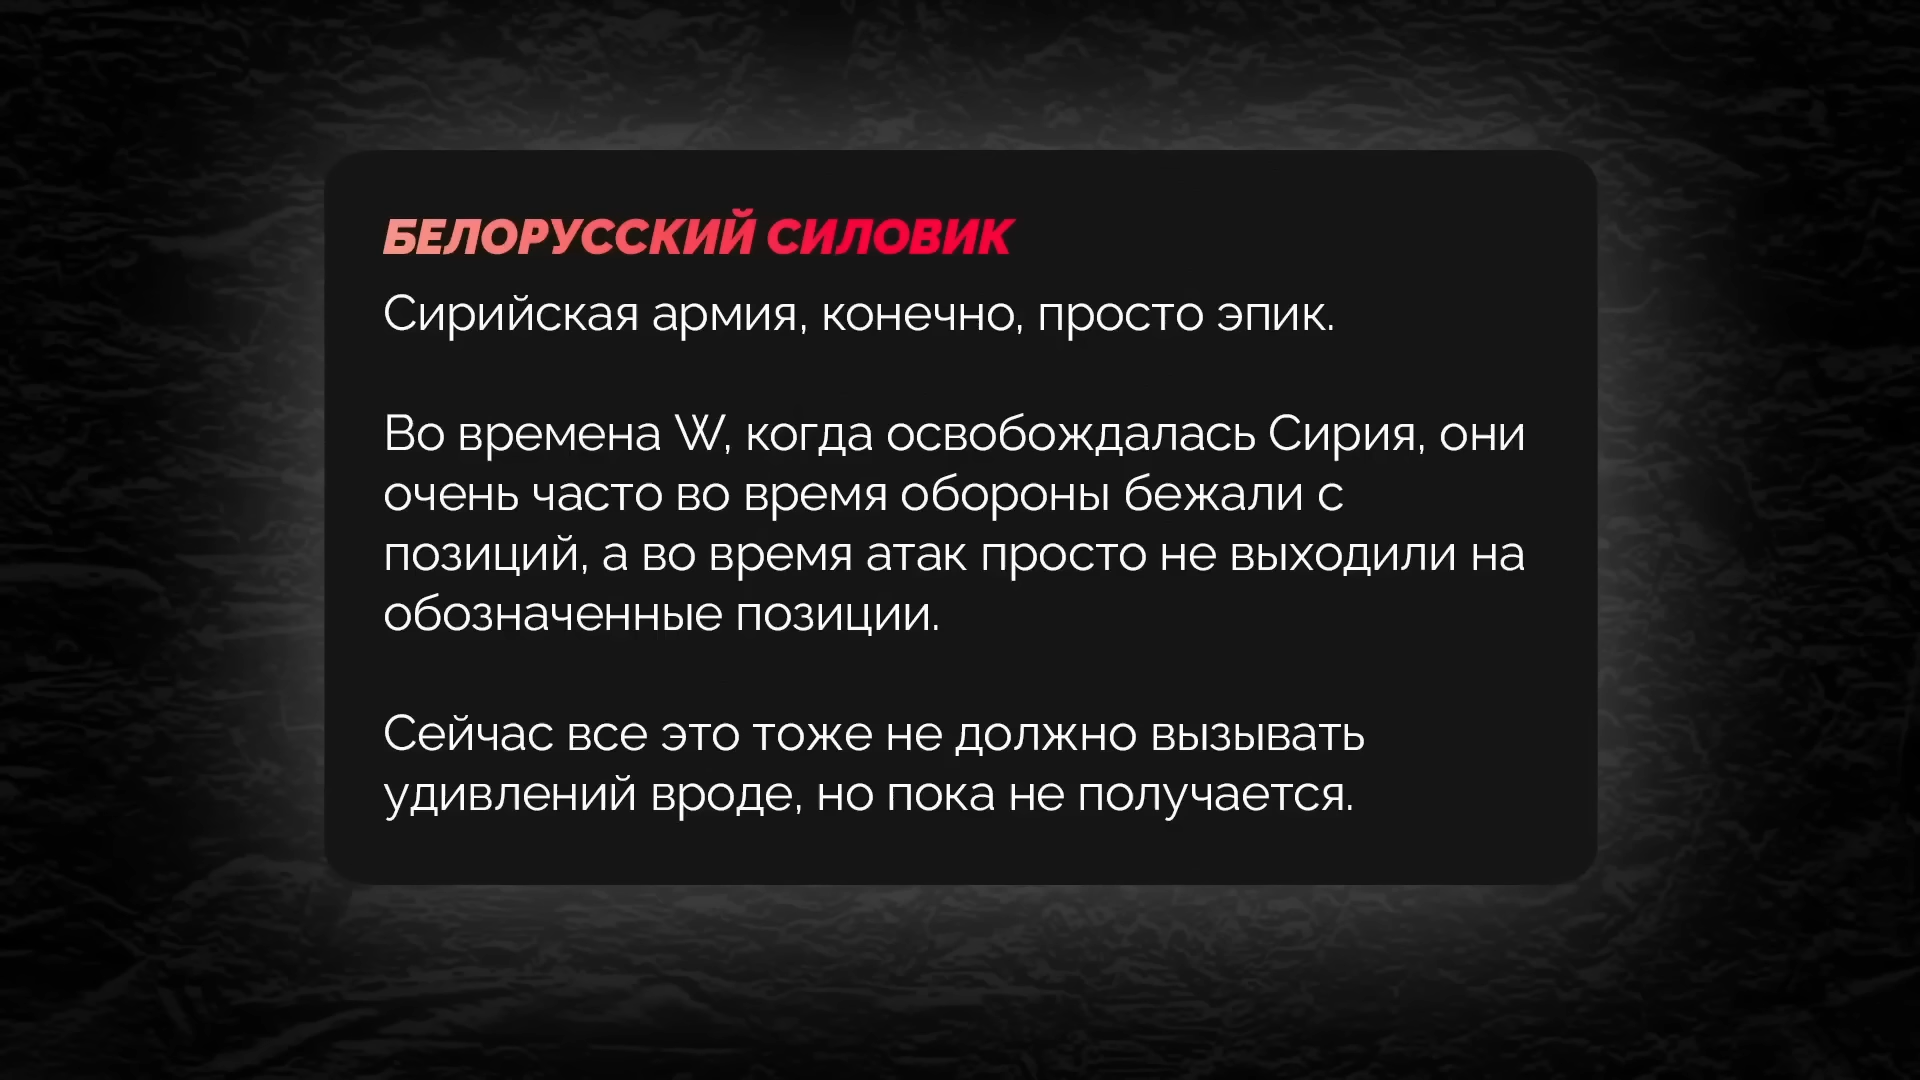 БЕЛОРУССКИЙ СИЛОВИК
Сирийская армия, конечно, просто эпик.
Во времена W, когда освобождалась Сирия, они
очень часто во время обороны бежали с
позиций, а во время атак просто не выходили на
обозначенные позиции.
Сейчас все это тоже не должно вызывать
удивлений вроде, но пока не получается.